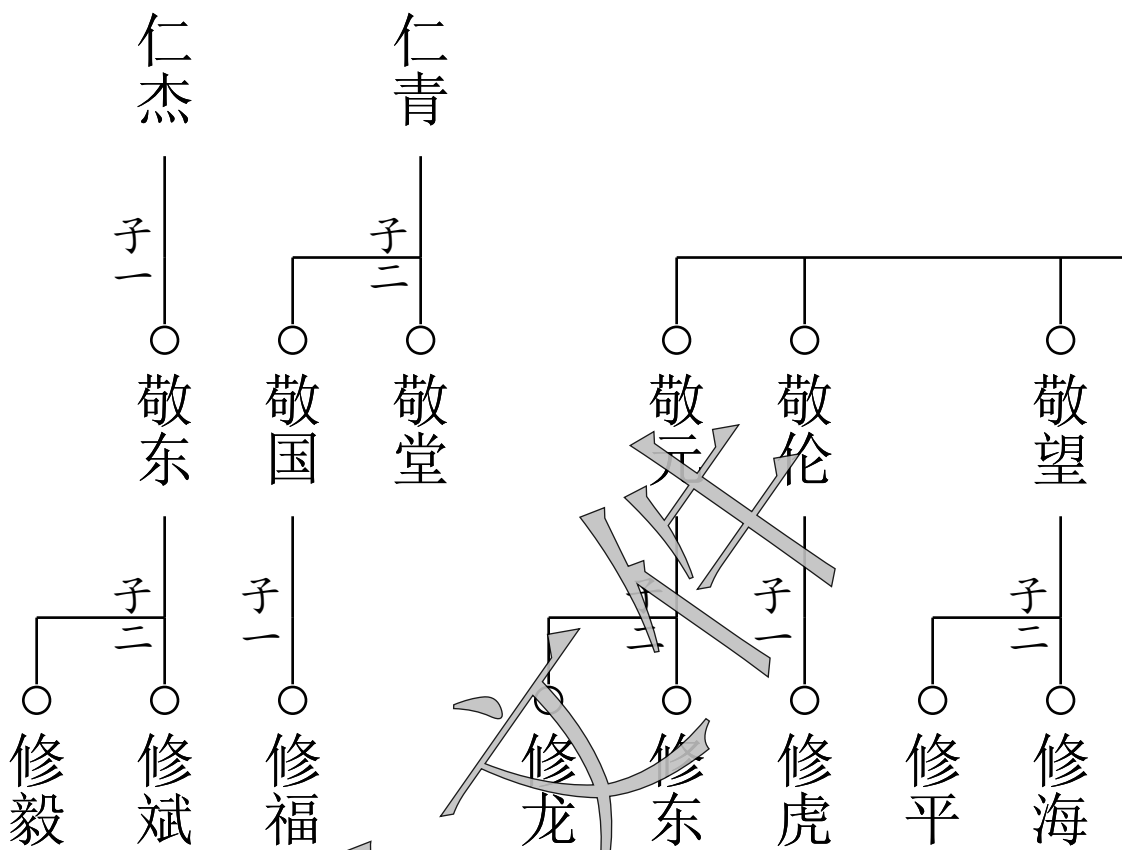 仁杰
仁青
子一
子二
敬东
敬国
敬堂
敬元
敬伦
敬望
子二
子一
子二
子一
子二
修毅
修斌
修福
修龙
修东
修虎
修平
修海